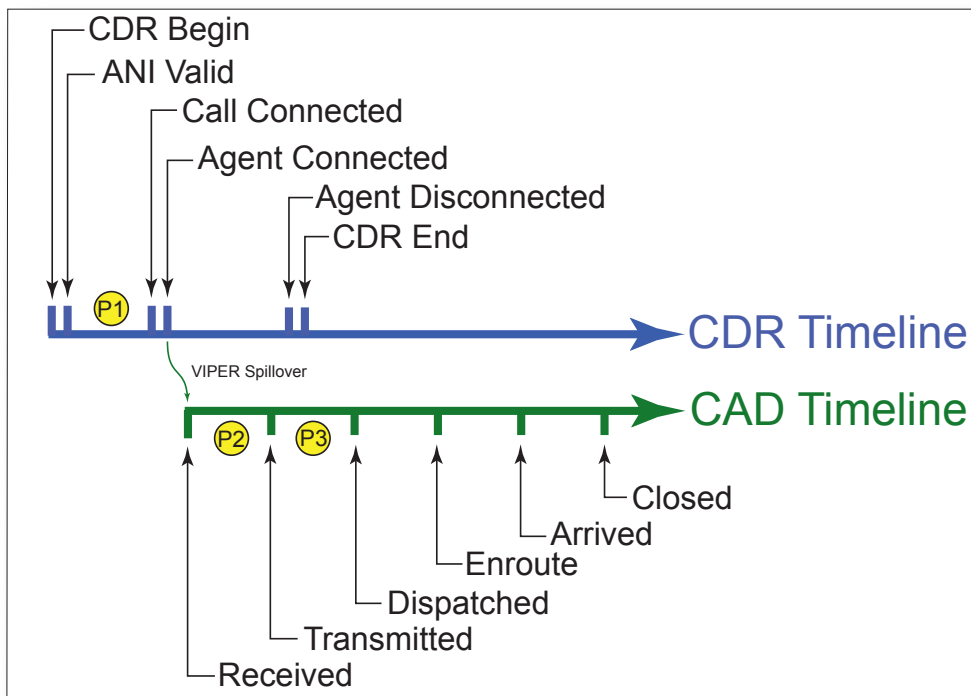 CDR Begin
ANI Valid
Call Connected
Agent Connected
Agent Disconnected
CDR End
P1
CDR Timeline
VIPER Spillover
CAD Timeline
P2
P3
Closed
Arrived
Enroute
Dispatched
Transmitted
Received